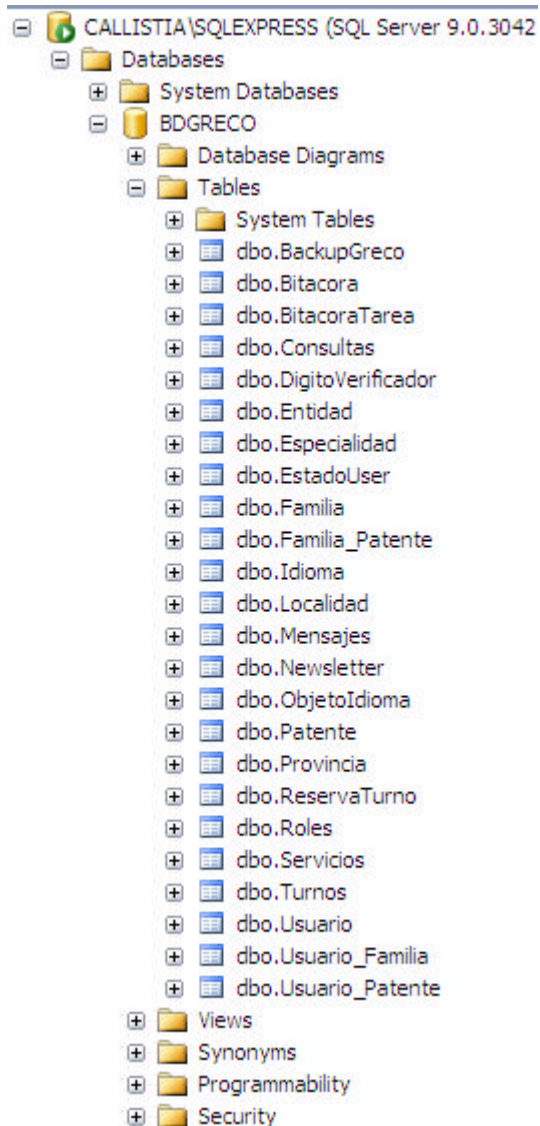 CALLISTIA\SQLEXPRESS (SQL Server 9.0.3042
Databases
System Databases
BDGRECO
Database Diagrams
Tables
System Tables
dbo.BackupGreco
dbo.Bitacora
dbo.BitacoraTarea
dbo.Consultas
dbo.DigitoVerificador
dbo.Entidad
dbo.Especialidad
dbo.EstadoUser
dbo.Familia
dbo.Familia_Patente
dbo.Idioma
dbo.Localidad
dbo.Mensajes
dbo.Newsletter
dbo.ObjetoIdioma
dbo.Patente
dbo.Provincia
dbo.ReservaTurno
dbo.Roles
dbo.Servicios
dbo.Turnos
dbo.Usuario
dbo.Usuario_Familia
dbo.Usuario_Patente
Views
Synonyms
Programmability
Security